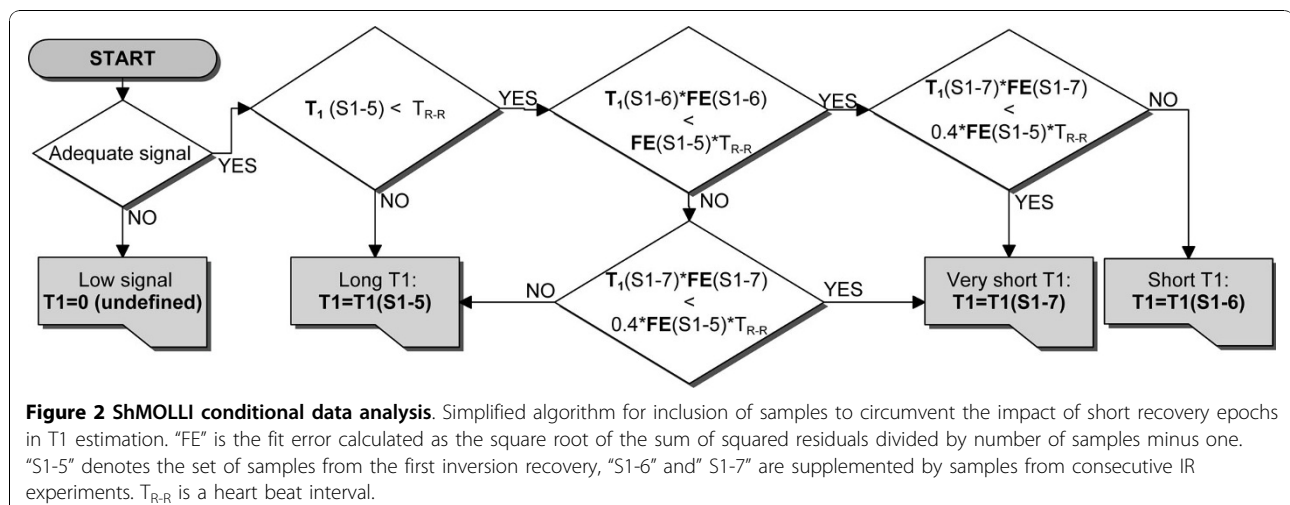 START
Adequate signal
YES
NO
Low signal
T1=0 (undefined)
T₁ (S1-5) < T_R-R
YES
NO
Long T1:
T1=T1(S1-5)
T₁(S1-6)*FE(S1-6)
<
FE(S1-5)*T_R-R
YES
NO
T₁(S1-7)*FE(S1-7)
<
0.4*FE(S1-5)*T_R-R
NO
YES
T₁(S1-7)*FE(S1-7)
<
0.4*FE(S1-5)*T_R-R
NO
YES
Very short T1:
T1=T1(S1-7)
Short T1:
T1=T1(S1-6)
Figure 2 ShMOLLI conditional data analysis. Simplified algorithm for inclusion of samples to circumvent the impact of short recovery epochs
in T1 estimation. “FE” is the fit error calculated as the square root of the sum of squared residuals divided by number of samples minus one.
“S1-5” denotes the set of samples from the first inversion recovery, “S1-6” and” S1-7” are supplemented by samples from consecutive IR
experiments. T_R-R is a heart beat interval.